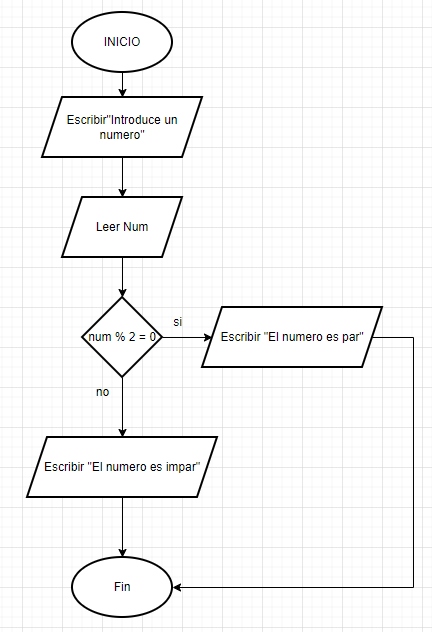 INICIO
Escribir"Introduce un
numero"
Leer Num
num % 2 = 0
si
Escribir "El numero es par"
no
Escribir "El numero es impar"
Fin